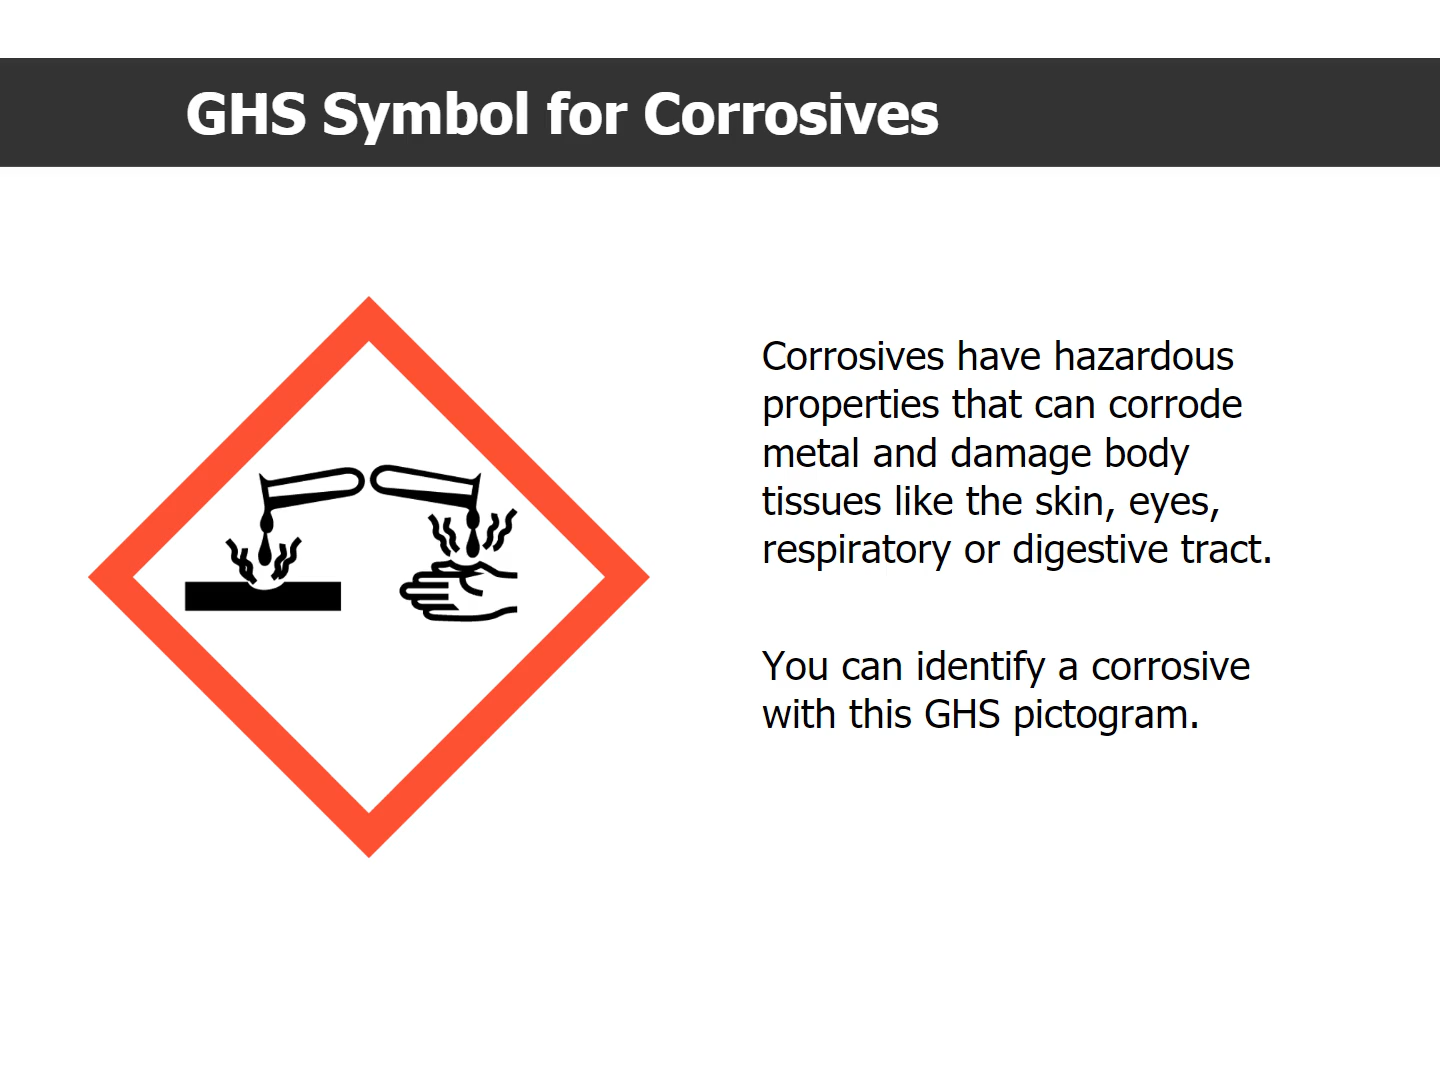 GHS Symbol for Corrosives
Corrosives have hazardous
properties that can corrode
metal and damage body
tissues like the skin, eyes,
respiratory or digestive tract.
You can identify a corrosive
with this GHS pictogram.